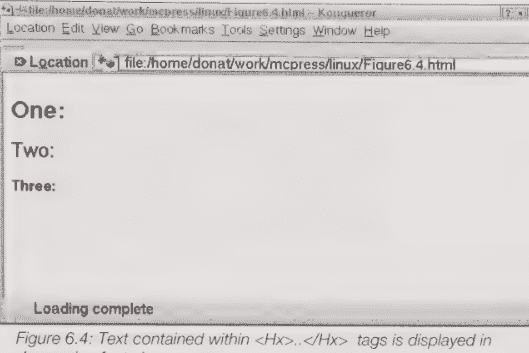 file:/home/donat/work/mcpress/linux/Figure6.4.html - Konqueror
Location Edit View Go Bookmarks Tools Settings Window Help
Location file:/home/donat/work/mcpress/linux/Figure6.4.html
One:
Two:
Three:
Loading complete
Figure 6.4: Text contained within <Hx>..</Hx> tags is displayed in